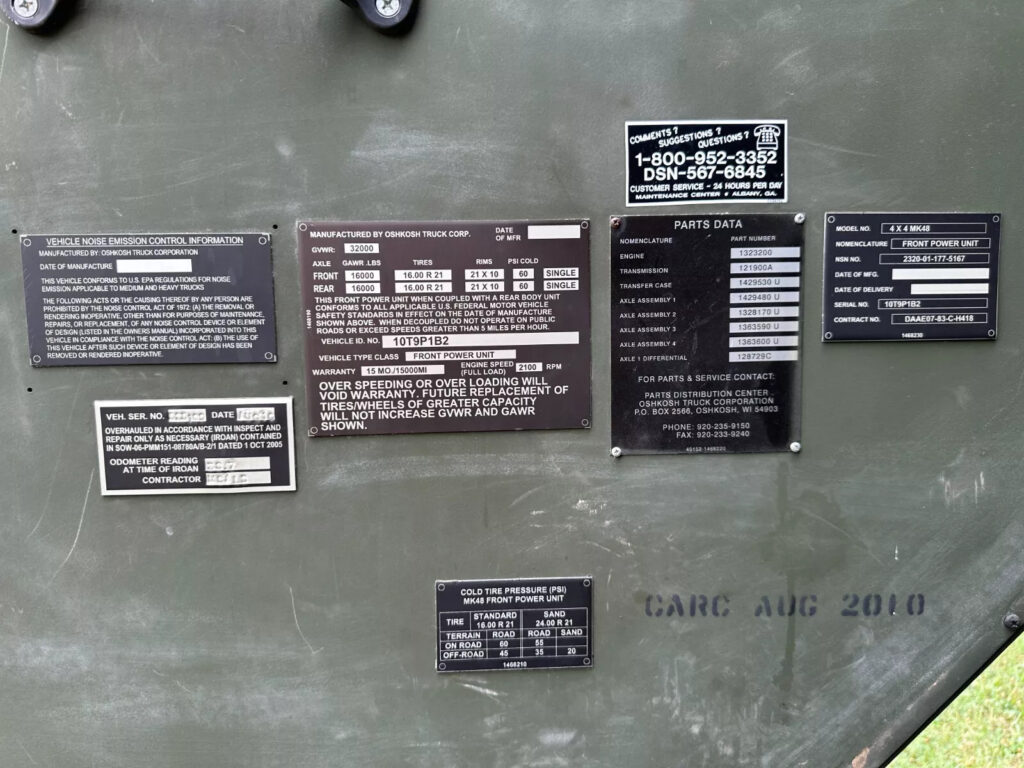 COMMENTS?
SUGGESTIONS?
QUESTIONS?
1-800-952-3352
DSN-567-6845
CUSTOMER SERVICE - 24 HOURS PER DAY
MAINTENANCE CENTER ALBANY, GA.
VEHICLE NOISE EMISSION CONTROL INFORMATION
MANUFACTURED BY: OSHKOSH TRUCK CORPORATION
DATE OF MANUFACTURE
THIS VEHICLE CONFORMS TO U.S. EPA REGULATIONS FOR NOISE
EMISSION APPLICABLE TO MEDIUM AND HEAVY TRUCKS
THE FOLLOWING ACTS OR THE CAUSING THEREOF BY ANY PERSON ARE
PROHIBITED BY THE NOISE CONTROL ACT OF 1972: (A) THE REMOVAL OR
RENDERING INOPERATIVE, OTHER THAN FOR PURPOSES OF MAINTENANCE,
REPAIRS, OR REPLACEMENT, OF ANY NOISE CONTROL DEVICE OR ELEMENT
OF DESIGN (LISTED IN THE OWNERS MANUAL) INCORPORATED INTO THIS
VEHICLE IN COMPLIANCE WITH THE NOISE CONTROL ACT: (B) THE USE OF
THIS VEHICLE AFTER SUCH DEVICE OR ELEMENT OF DESIGN HAS BEEN
REMOVED OR RENDERED INOPERATIVE.
MANUFACTURED BY OSHKOSH TRUCK CORP.
DATE
OF MFR
GVWR: 32000
AXLE GAWR .LBS TIRES RIMS PSI COLD
FRONT 16000 16.00 R 21 21 X 10 60 SINGLE
REAR 16000 16.00 R 21 21 X 10 60 SINGLE
THIS FRONT POWER UNIT WHEN COUPLED WITH A REAR BODY UNIT
CONFORMS TO ALL APPLICABLE U.S. FEDERAL MOTOR VEHICLE
SAFETY STANDARDS IN EFFECT ON THE DATE OF MANUFACTURE
SHOWN ABOVE. WHEN DECOUPLED DO NOT OPERATE ON PUBLIC
ROADS OR EXCEED SPEEDS GREATER THAN 5 MILES PER HOUR.
VEHICLE ID. NO. 10T9P1B2
VEHICLE TYPE CLASS FRONT POWER UNIT
WARRANTY 15 MO./15000MI ENGINE SPEED (FULL LOAD) 2100 RPM
OVER SPEEDING OR OVER LOADING WILL
VOID WARRANTY. FUTURE REPLACEMENT OF
TIRES/WHEELS OF GREATER CAPACITY
WILL NOT INCREASE GVWR AND GAWR
SHOWN.
PARTS DATA
NOMENCLATURE PART NUMBER
ENGINE 1323200
TRANSMISSION 121900A
TRANSFER CASE 1429530 U
AXLE ASSEMBLY 1 1429480 U
AXLE ASSEMBLY 2 1328170 U
AXLE ASSEMBLY 3 1363590 U
AXLE ASSEMBLY 4 1363600 U
AXLE 1 DIFFERENTIAL 128729C
FOR PARTS & SERVICE CONTACT:
PARTS DISTRIBUTION CENTER
OSHKOSH TRUCK CORPORATION
P.O. BOX 2566, OSHKOSH, WI 54903
PHONE: 920-235-9150
FAX: 920-233-9240
45152 1468220
MODEL NO. 4 X 4 MK48
NOMENCLATURE FRONT POWER UNIT
NSN NO. 2320-01-177-5167
DATE OF MFG.
DATE OF DELIVERY
SERIAL NO. 10T9P1B2
CONTRACT NO. DAAE07-83-C-H418
1468230
VEH. SER. NO. DATE
OVERHAULED IN ACCORDANCE WITH INSPECT AND
REPAIR ONLY AS NECESSARY (IROAN) CONTAINED
IN SOW-06-PMM151-08780A/B-2/1 DATED 1 OCT 2005
ODOMETER READING
AT TIME OF IROAN
CONTRACTOR
COLD TIRE PRESSURE (PSI)
MK48 FRONT POWER UNIT
TIRE STANDARD 16.00 R 21 SAND 24.00 R 21
TERRAIN ROAD ROAD SAND
ON ROAD 60 55
OFF-ROAD 45 35 20
1468210
CARC AUG 2010